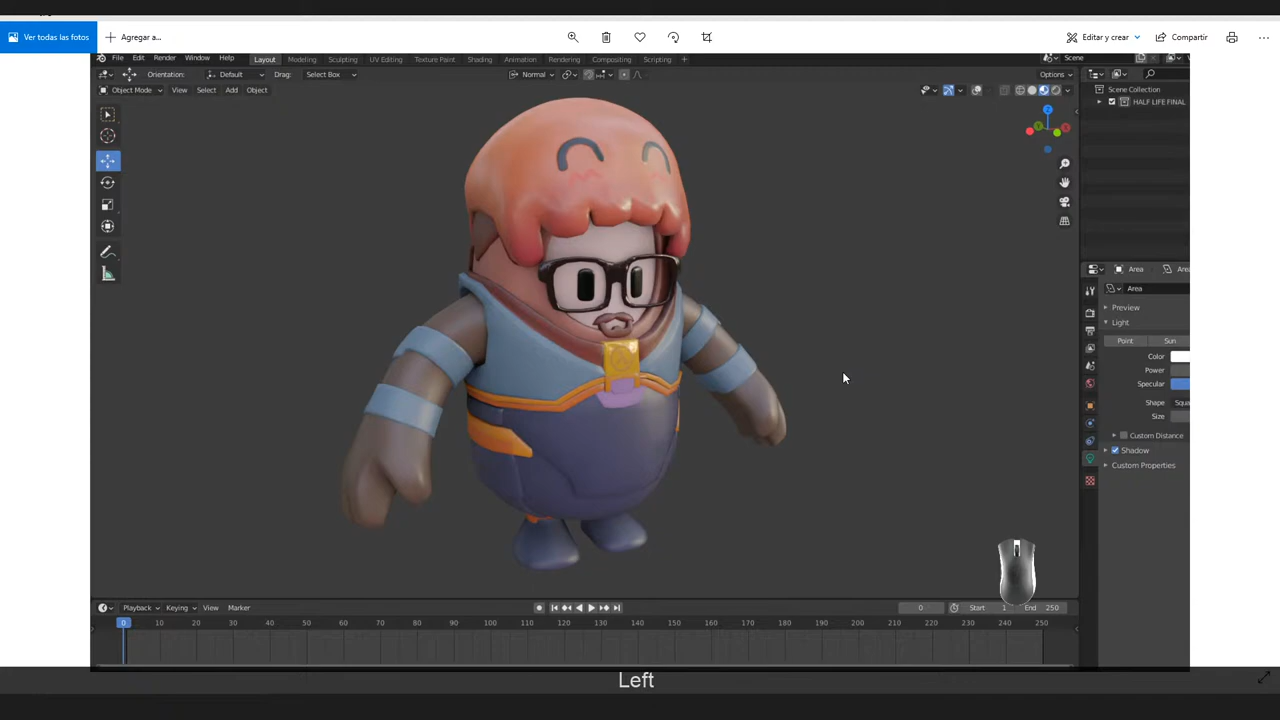 Ver todas las fotos
Agregar a...
Editar y crear
Compartir
File Edit Render Window Help
Layout Modeling Sculpting UV Editing Texture Paint Shading Animation Rendering Compositing Scripting +
Scene
Orientation: Default Drag: Select Box
Normal
Options
Object Mode View Select Add Object
Scene Collection
HALF LIFE FINAL
Z
Area
Area
Preview
Light
Point Sun
Color
Power
Specular
Shape Squa
Size
Custom Distance
Shadow
Custom Properties
Playback Keying View Marker
0 Start 1 End 250
0 10 20 30 40 50 60 70 80 90 100 110 120 130 140 150 160 170 180 190 200 210 220 230 240 250
Left